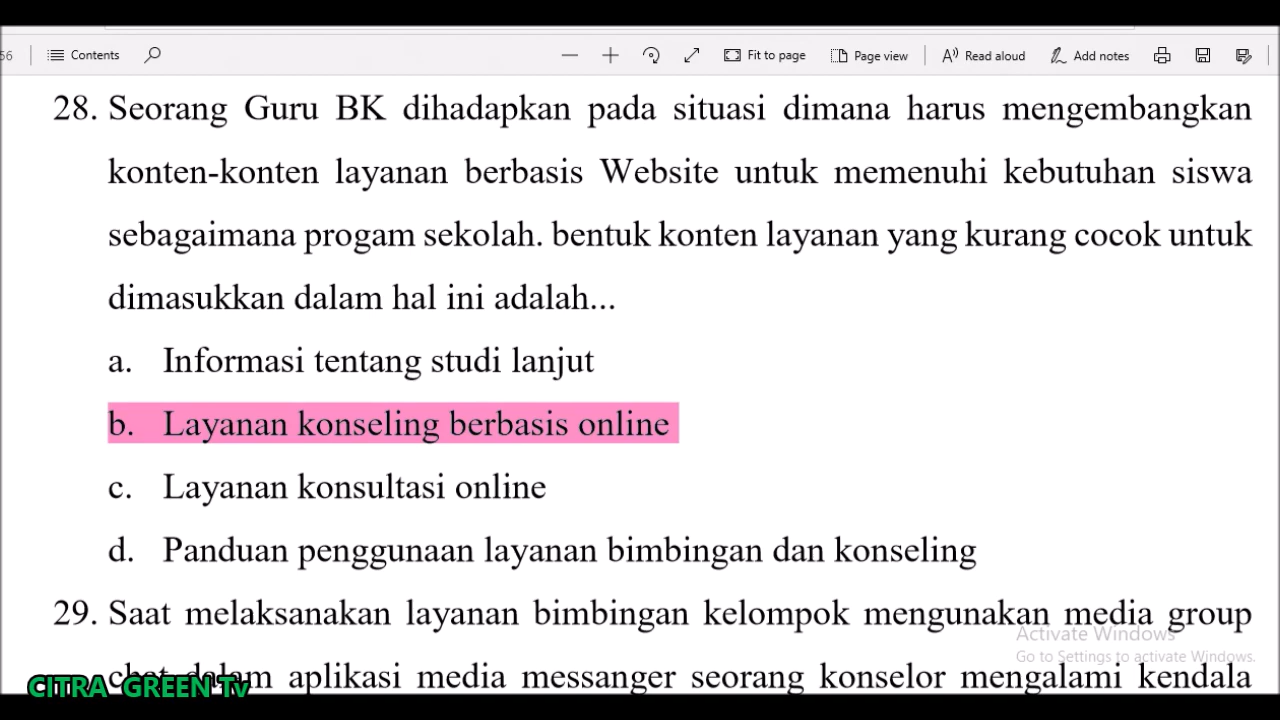 56 Contents Fit to page Page view Read aloud Add notes
28. Seorang Guru BK dihadapkan pada situasi dimana harus mengembangkan
konten-konten layanan berbasis Website untuk memenuhi kebutuhan siswa
sebagaimana progam sekolah. bentuk konten layanan yang kurang cocok untuk
dimasukkan dalam hal ini adalah...
a. Informasi tentang studi lanjut
b. Layanan konseling berbasis online
c. Layanan konsultasi online
d. Panduan penggunaan layanan bimbingan dan konseling
29. Saat melaksanakan layanan bimbingan kelompok mengunakan media group
Activate Windows
Go to Settings to activate Windows.
chat dalam aplikasi media messanger seorang konselor mengalami kendala
CITRA GREEN Tv